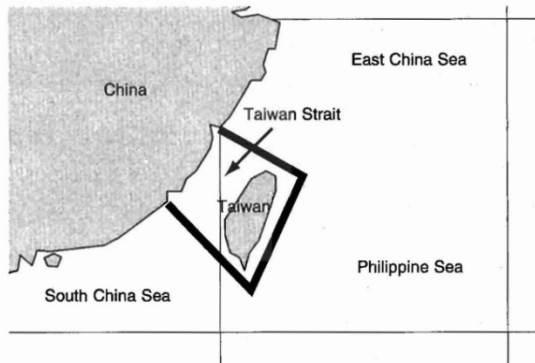 East China Sea
China
Taiwan Strait
Taiwan
Philippine Sea
South China Sea